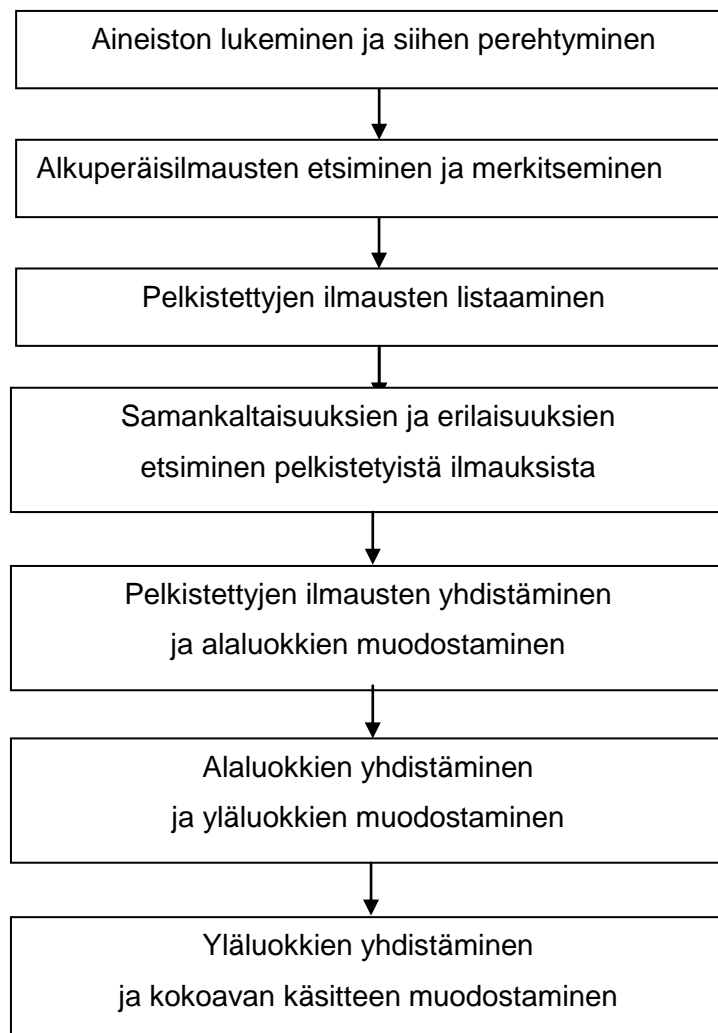 Aineiston lukeminen ja siihen perehtyminen
Alkuperäisilmausten etsiminen ja merkitseminen
Pelkistettyjen ilmausten listaaminen
Samankaltaisuuksien ja erilaisuuksien
etsiminen pelkistetyistä ilmauksista
Pelkistettyjen ilmausten yhdistäminen
ja alaluokkien muodostaminen
Alaluokkien yhdistäminen
ja yläluokkien muodostaminen
Yläluokkien yhdistäminen
ja kokoavan käsitteen muodostaminen